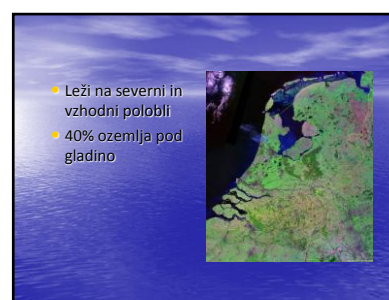 Leži na severni in
vzhodni polobli
40% ozemlja pod
gladino